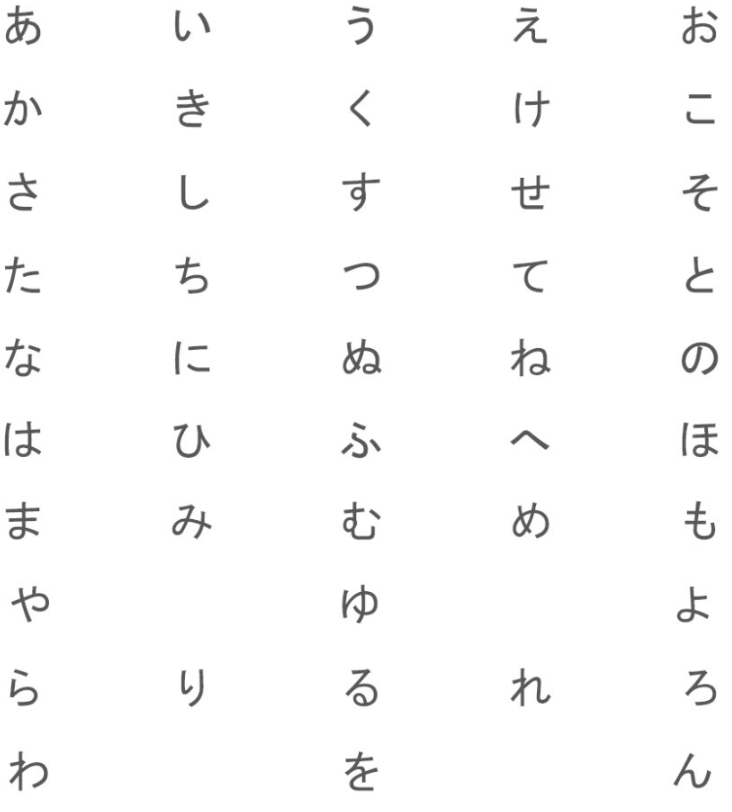 あ い う え お
か き く け こ
さ し す せ そ
た ち つ て と
な に ぬ ね の
は ひ ふ へ ほ
ま み む め も
や ゆ よ
ら り る れ ろ
わ を ん